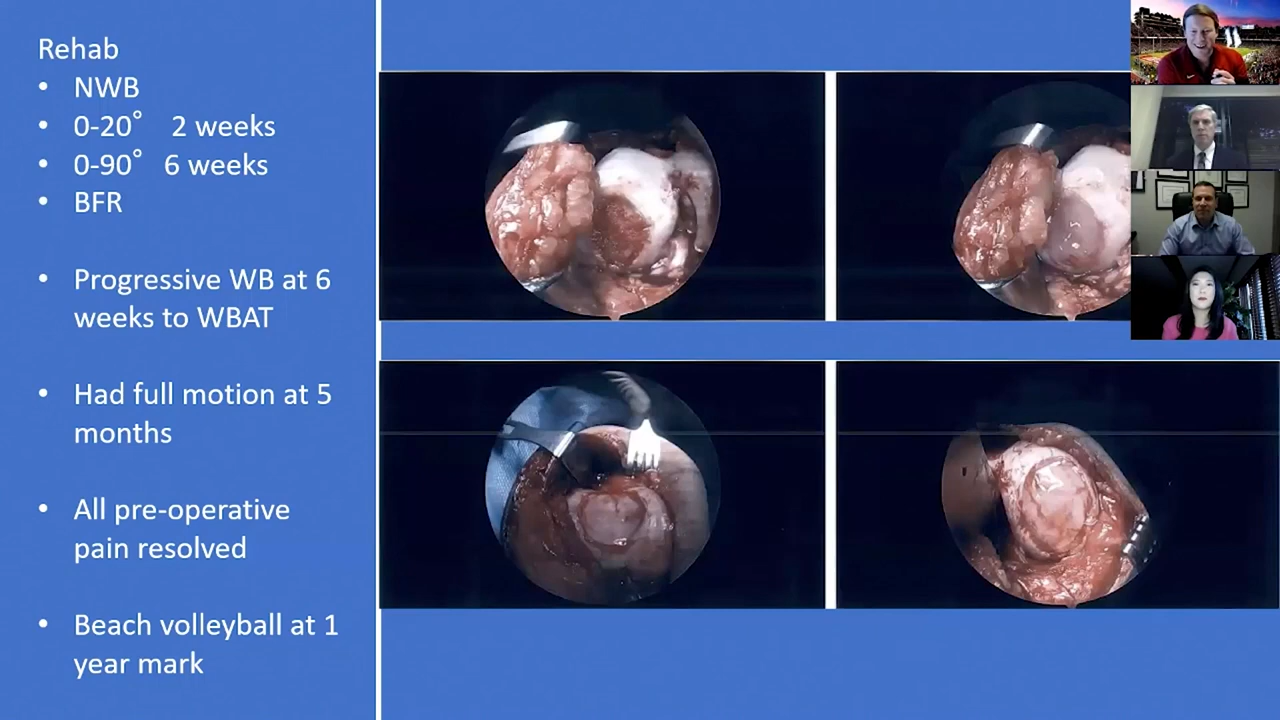 Rehab
• NWB
• 0-20° 2 weeks
• 0-90° 6 weeks
• BFR
• Progressive WB at 6
weeks to WBAT
• Had full motion at 5
months
• All pre-operative
pain resolved
• Beach volleyball at 1
year mark